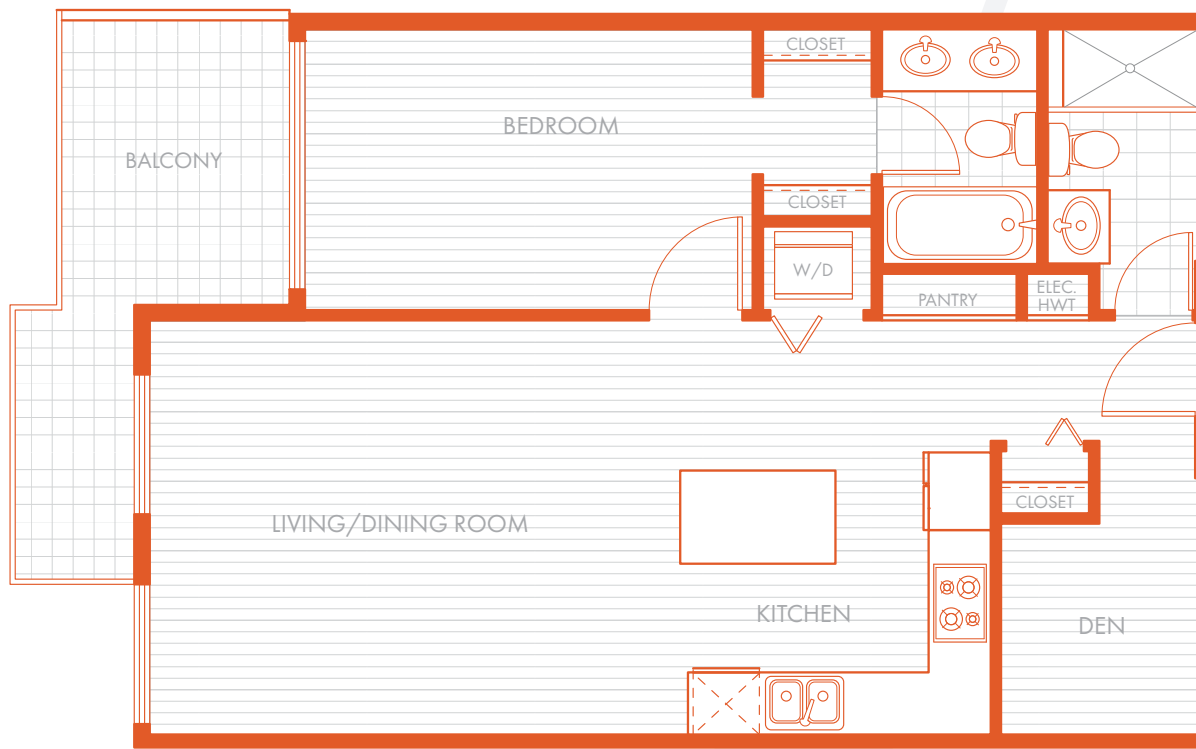 CLOSET
BEDROOM
BALCONY
CLOSET
W/D
PANTRY
ELEC.
HWT
CLOSET
LIVING/DINING ROOM
KITCHEN
DEN